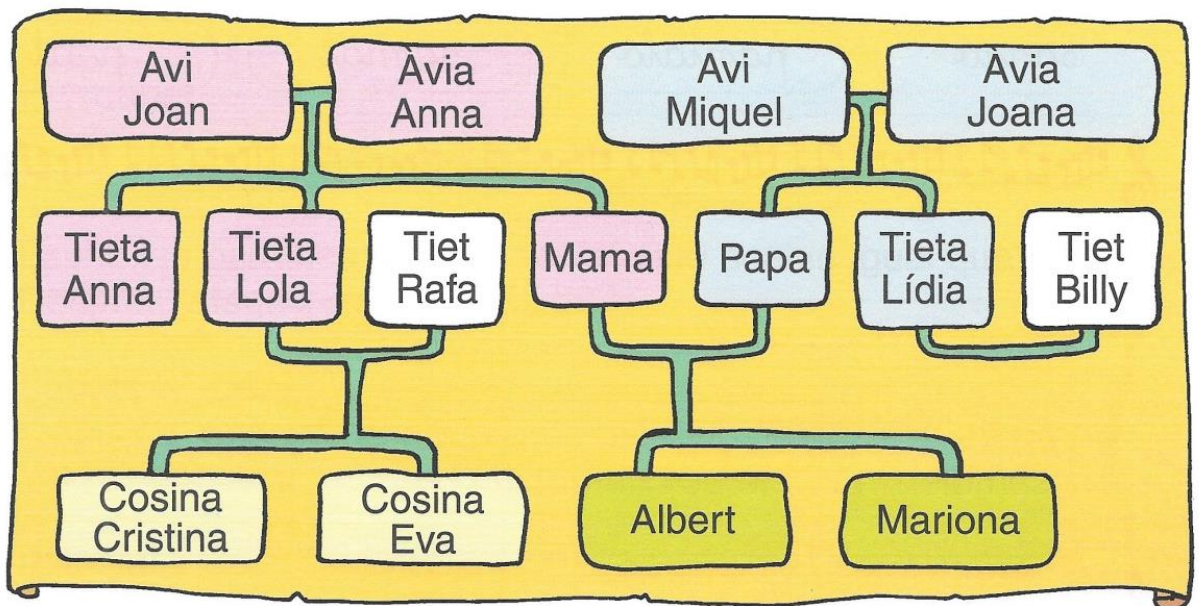 Avi
Joan
Àvia
Anna
Avi
Miquel
Àvia
Joana
Tieta
Anna
Tieta
Lola
Tiet
Rafa
Mama
Papa
Tieta
Lídia
Tiet
Billy
Cosina
Cristina
Cosina
Eva
Albert
Mariona